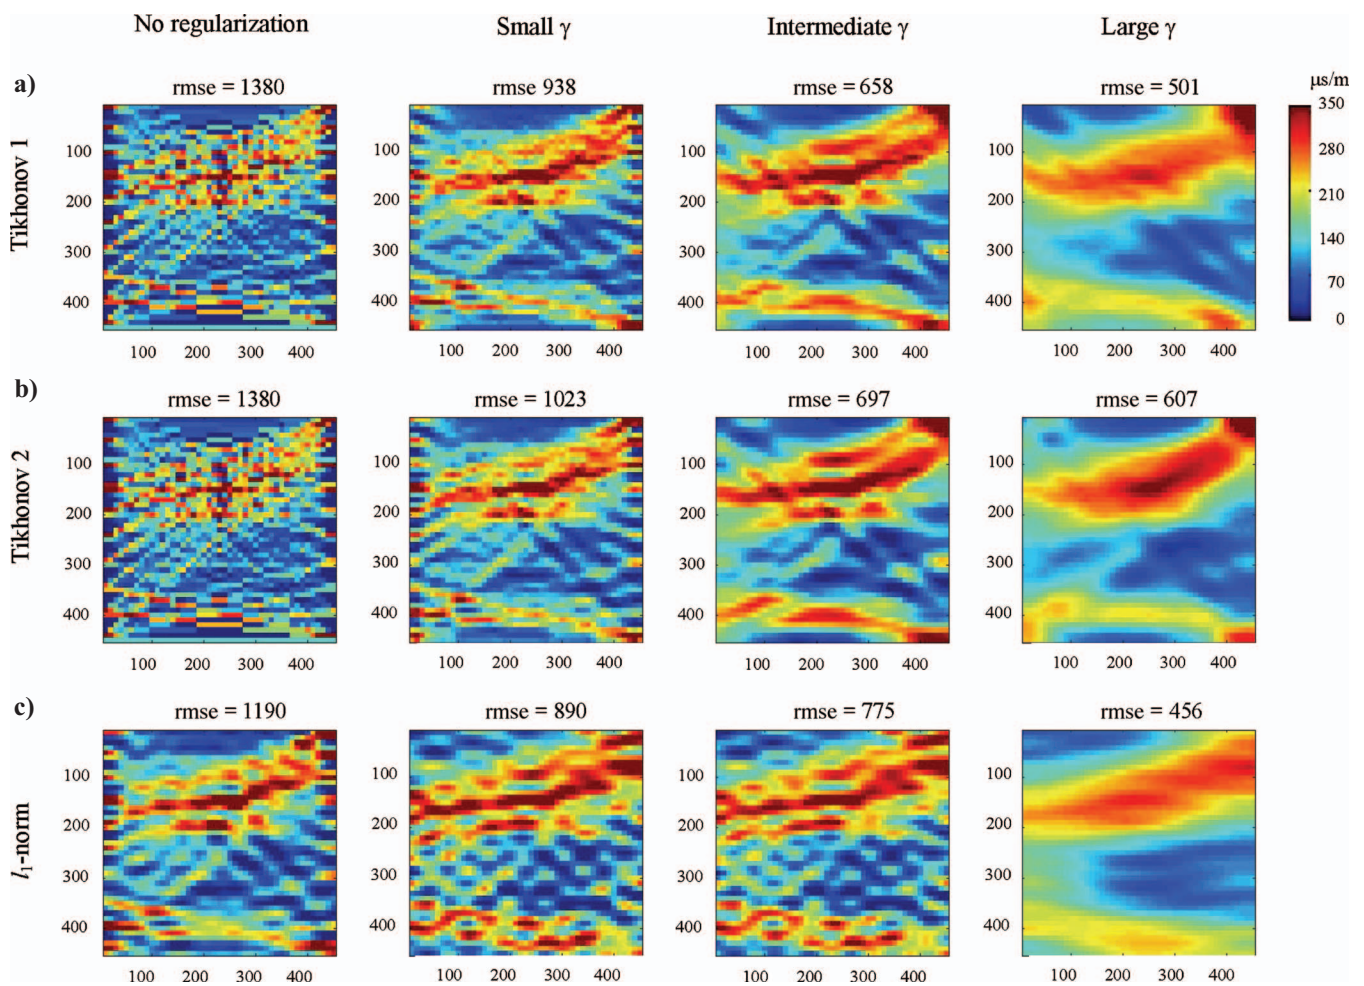 No regularization Small γ Intermediate γ Large γ
a) rmse = 1380 rmse 938 rmse = 658 rmse = 501 μs/m
Tikhonov 1
100 100 100 100 350
200 200 200 200 280
300 300 300 300 210
400 400 400 400 140
70
0
100 200 300 400 100 200 300 400 100 200 300 400 100 200 300 400
b) rmse = 1380 rmse = 1023 rmse = 697 rmse = 607
Tikhonov 2
100 100 100 100
200 200 200 200
300 300 300 300
400 400 400 400
100 200 300 400 100 200 300 400 100 200 300 400 100 200 300 400
c) rmse = 1190 rmse = 890 rmse = 775 rmse = 456
l1-norm
100 100 100 100
200 200 200 200
300 300 300 300
400 400 400 400
100 200 300 400 100 200 300 400 100 200 300 400 100 200 300 400